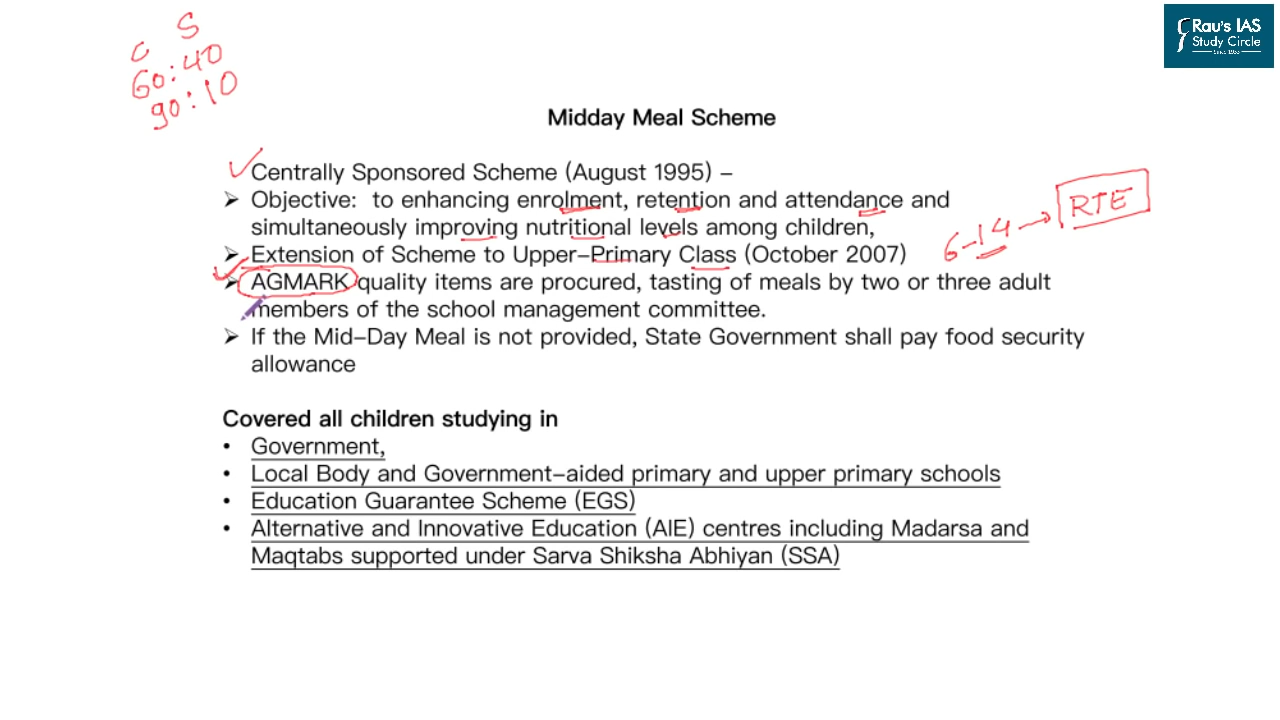 C S
60:40
90:10
Rau's IAS
Study Circle
Since 1953
Midday Meal Scheme
Centrally Sponsored Scheme (August 1995) –
➢ Objective: to enhancing enrolment, retention and attendance and
simultaneously improving nutritional levels among children,
➢ Extension of Scheme to Upper-Primary Class (October 2007)
6-14 → RTE
➢ AGMARK quality items are procured, tasting of meals by two or three adult
members of the school management committee.
➢ If the Mid-Day Meal is not provided, State Government shall pay food security
allowance
Covered all children studying in
• Government,
• Local Body and Government-aided primary and upper primary schools
• Education Guarantee Scheme (EGS)
• Alternative and Innovative Education (AIE) centres including Madarsa and
Maqtabs supported under Sarva Shiksha Abhiyan (SSA)